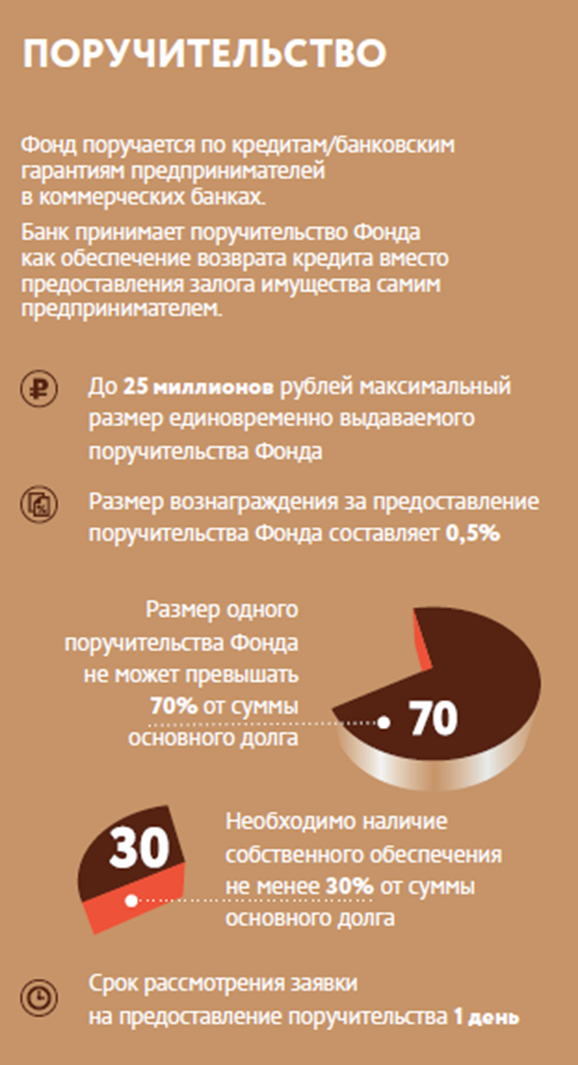 ПОРУЧИТЕЛЬСТВО
Фонд поручается по кредитам/банковским
гарантиям предпринимателей
в коммерческих банках.
Банк принимает поручительство Фонда
как обеспечение возврата кредита вместо
предоставления залога имущества самим
предпринимателем.
До 25 миллионов рублей максимальный
размер единовременно выдаваемого
поручительства Фонда
Размер вознаграждения за предоставление
поручительства Фонда составляет 0,5%
Размер одного
поручительства Фонда
не может превышать
70% от суммы
основного долга
70
30
Необходимо наличие
собственного обеспечения
не менее 30% от суммы
основного долга
Срок рассмотрения заявки
на предоставление поручительства 1 день